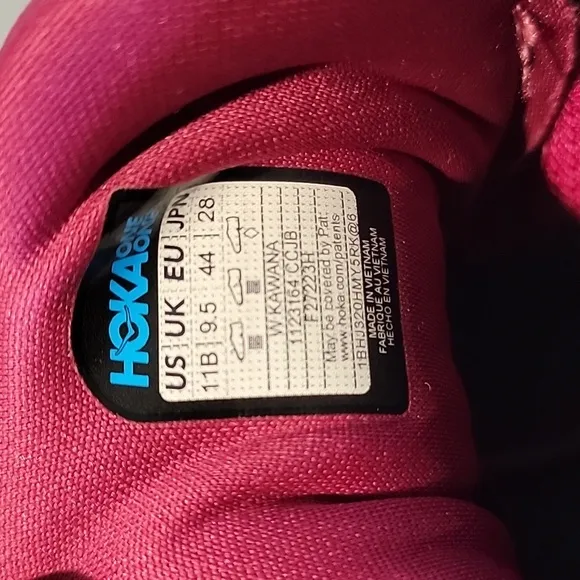 HOKA ONE ONE
US UK EU JPN
11B 9.5 44 28
W KAWANA
1123164 CCJB
F27223H
May be covered by Pat.
www.hoka.com/patents
1BHJ320HMY5RK@/6
MADE IN VIETNAM
FABRIQUE AU VIETNAM
HECHO EN VIETNAM